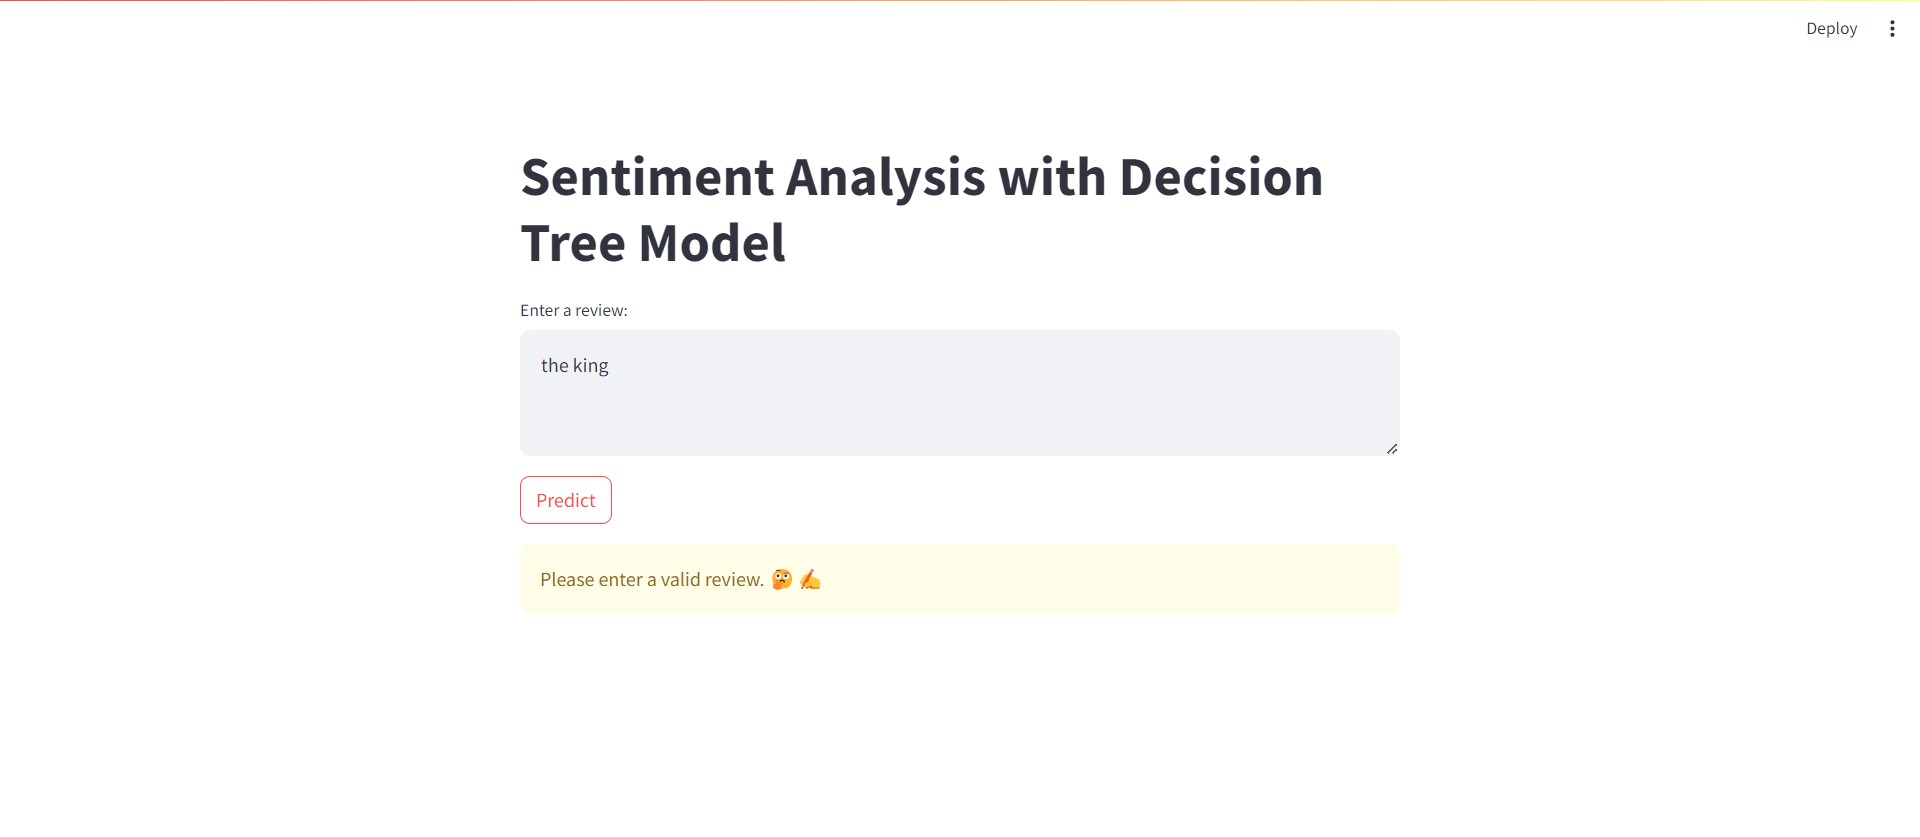 Deploy
Sentiment Analysis with Decision
Tree Model
Enter a review:
the king
Predict
Please enter a valid review. 🤔 ✍️